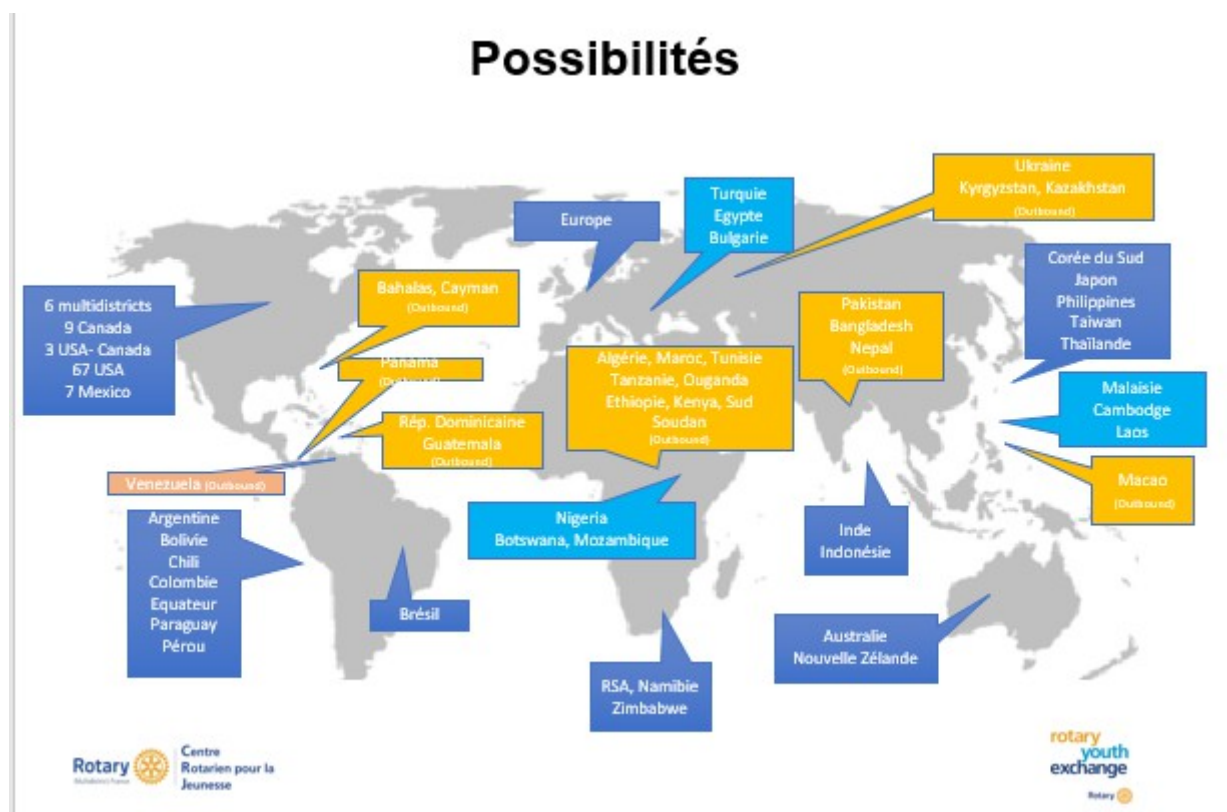 Possibilités
Ukraine
Kyrgyzstan, Kazakhstan
(Outbound)
Turquie
Egypte
Bulgarie
Europe
Corée du Sud
Japon
Philippines
Taiwan
Thaïlande
Bahalas, Cayman
(Outbound)
6 multidistricts
9 Canada
3 USA- Canada
67 USA
7 Mexico
Pakistan
Bangladesh
Nepal
(Outbound)
Panama
(Outbound)
Algérie, Maroc, Tunisie
Tanzanie, Ouganda
Ethiopie, Kenya, Sud
Soudan
(Outbound)
Malaisie
Cambodge
Laos
Rép. Dominicaine
Guatemala
(Outbound)
Macao
(Outbound)
Venezuela (Outbound)
Nigeria
Botswana, Mozambique
Inde
Indonésie
Argentine
Bolivie
Chili
Colombie
Equateur
Paraguay
Pérou
Brésil
Australie
Nouvelle Zélande
RSA, Namibie
Zimbabwe
Rotary
Centre
Rotarien pour la
Jeunesse
rotary
youth
exchange
Rotary